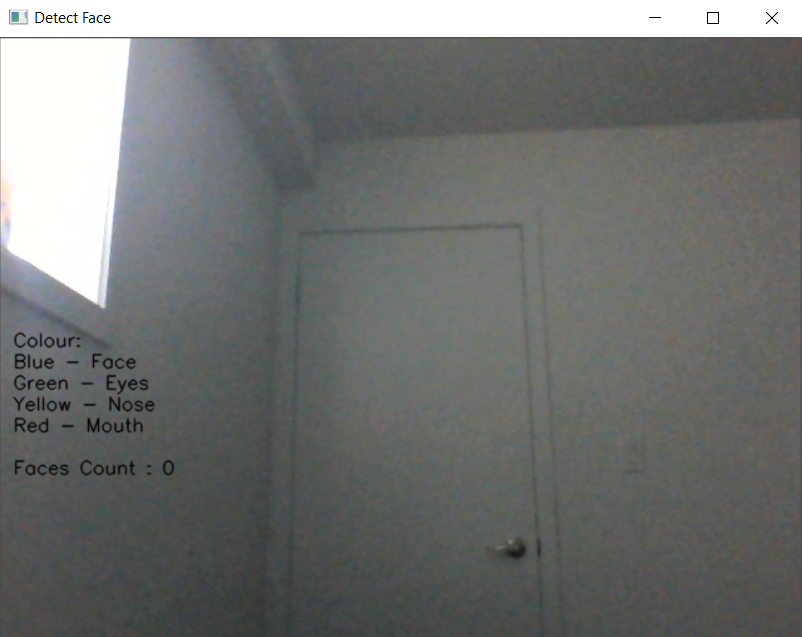 Detect Face
Colour:
Blue - Face
Green - Eyes
Yellow - Nose
Red - Mouth
Faces Count : 0